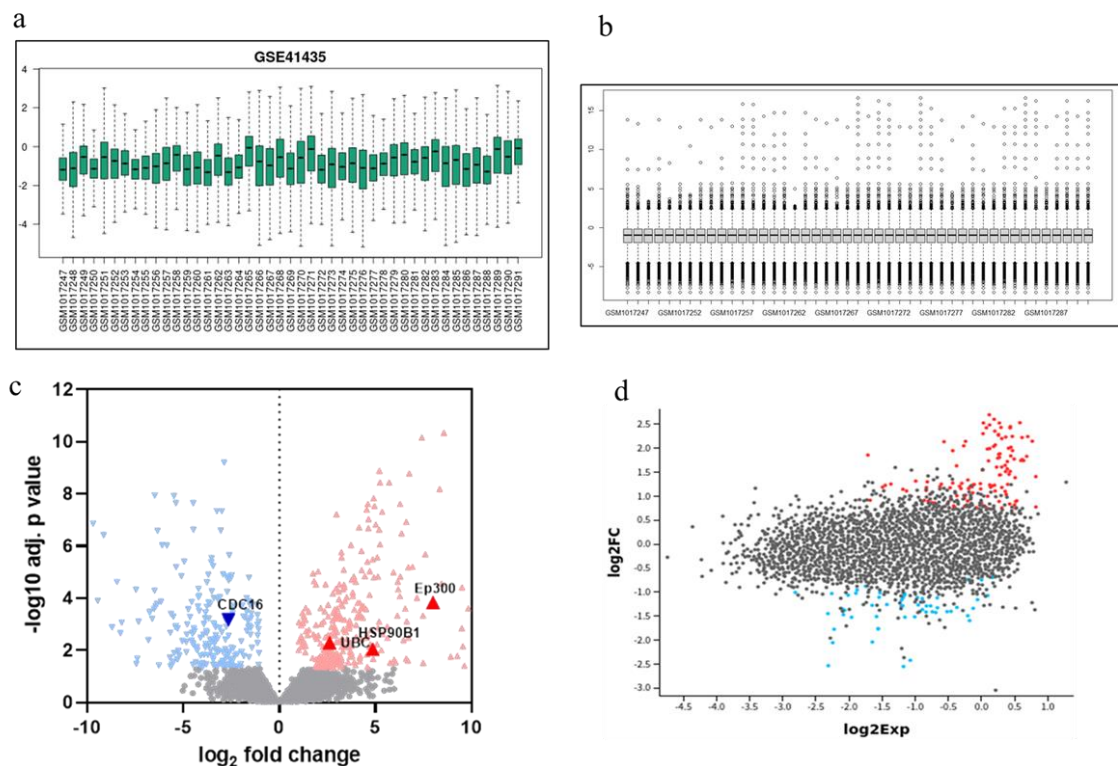 a
GSE41435
4
2
0
-2
-4
GSM1017247
GSM1017248
GSM1017249
GSM1017250
GSM1017251
GSM1017252
GSM1017253
GSM1017254
GSM1017255
GSM1017256
GSM1017257
GSM1017258
GSM1017259
GSM1017260
GSM1017261
GSM1017262
GSM1017263
GSM1017264
GSM1017265
GSM1017266
GSM1017267
GSM1017268
GSM1017269
GSM1017270
GSM1017271
GSM1017272
GSM1017273
GSM1017274
GSM1017275
GSM1017276
GSM1017277
GSM1017278
GSM1017279
GSM1017280
GSM1017281
GSM1017282
GSM1017283
GSM1017284
GSM1017285
GSM1017286
GSM1017287
GSM1017288
GSM1017289
GSM1017290
GSM1017291
b
15
10
5
0
-5
GSM1017247 GSM1017252 GSM1017257 GSM1017262 GSM1017267 GSM1017272 GSM1017277 GSM1017282 GSM1017287
c
12
10
8
6
4
2
0
-log10 adj. p value
CDC16
Ep300
HSP90B1
UBC
-10 -5 0 5 10
log2 fold change
d
2.5
2.0
1.5
1.0
0.5
0.0
-0.5
-1.0
-1.5
-2.0
-2.5
-3.0
log2FC
-4.5 -4.0 -3.5 -3.0 -2.5 -2.0 -1.5 -1.0 -0.5 0.0 0.5 1.0
log2Exp